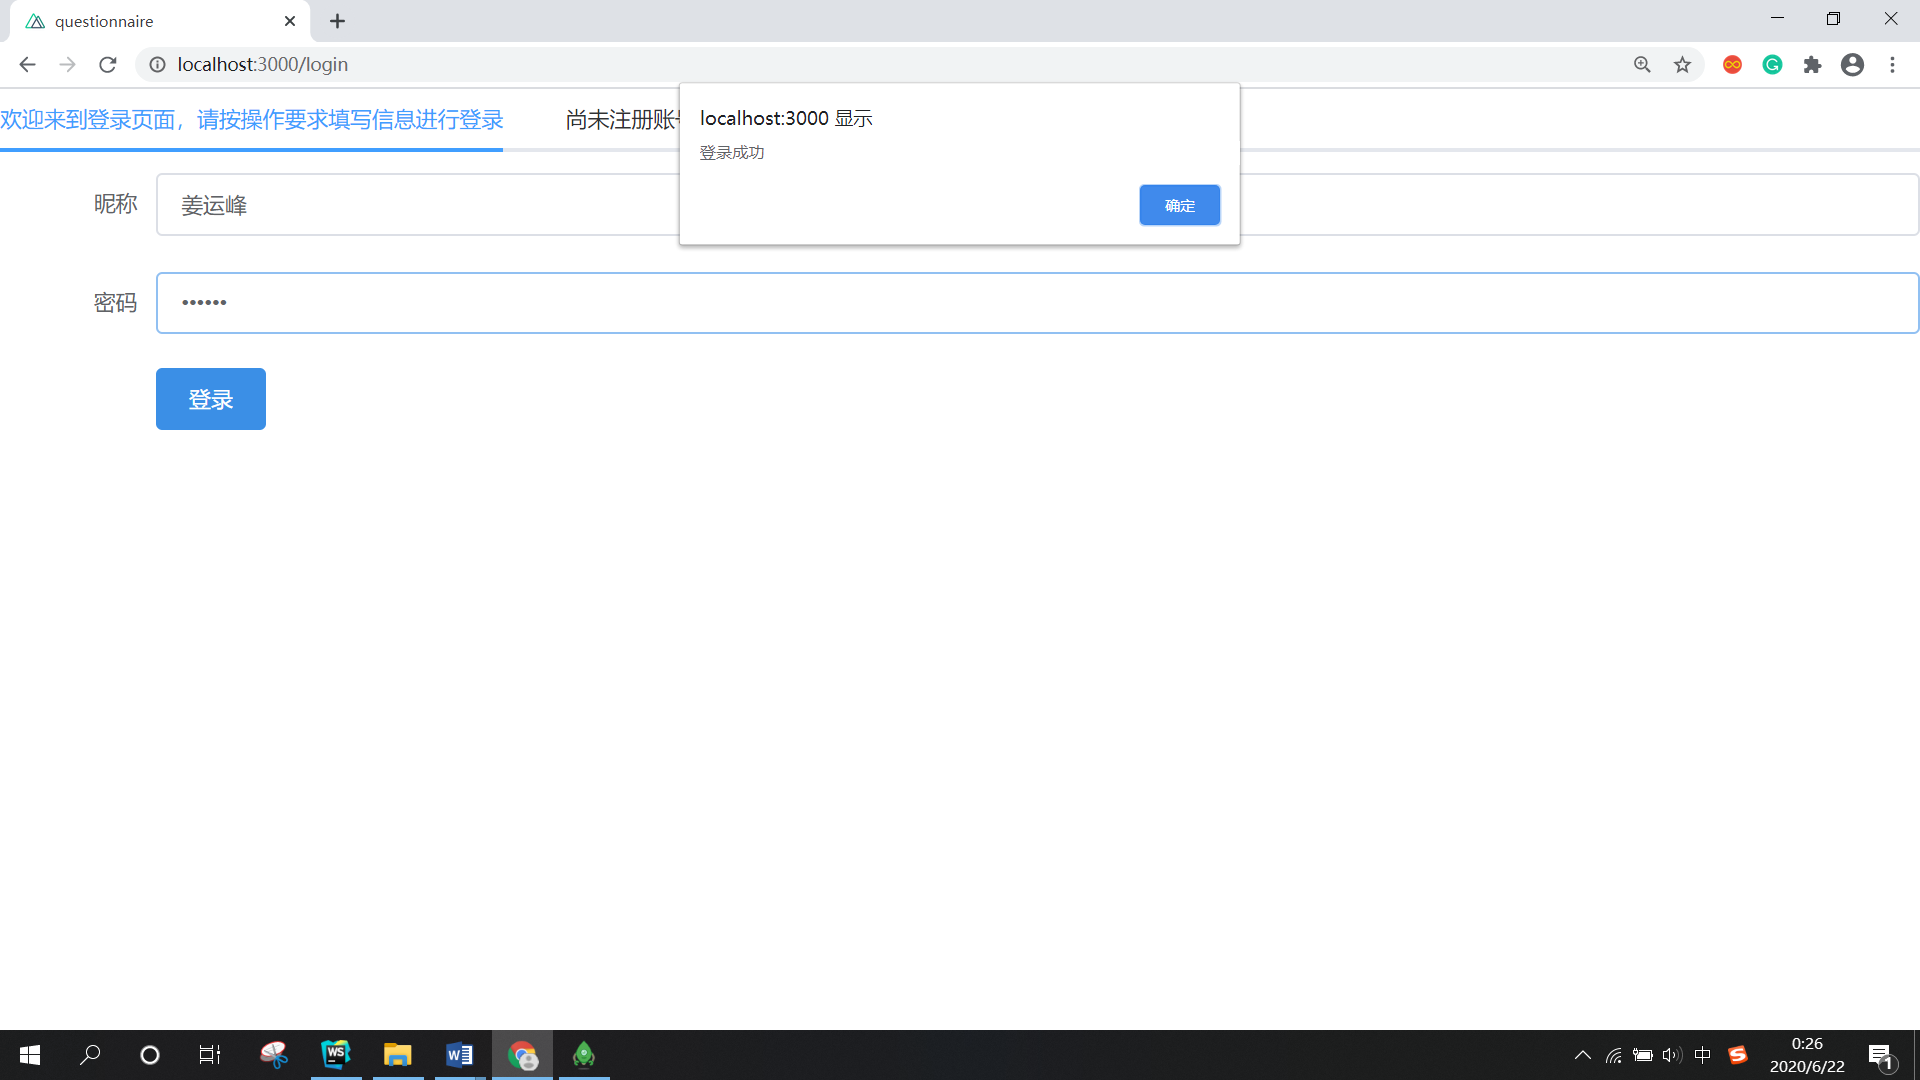 questionnaire
localhost:3000/login
欢迎来到登录页面，请按操作要求填写信息进行登录
尚未注册账
localhost:3000 显示
登录成功
确定
昵称
姜运峰
密码
••••••
登录
WS
W
中
S
0:26
2020/6/22
1